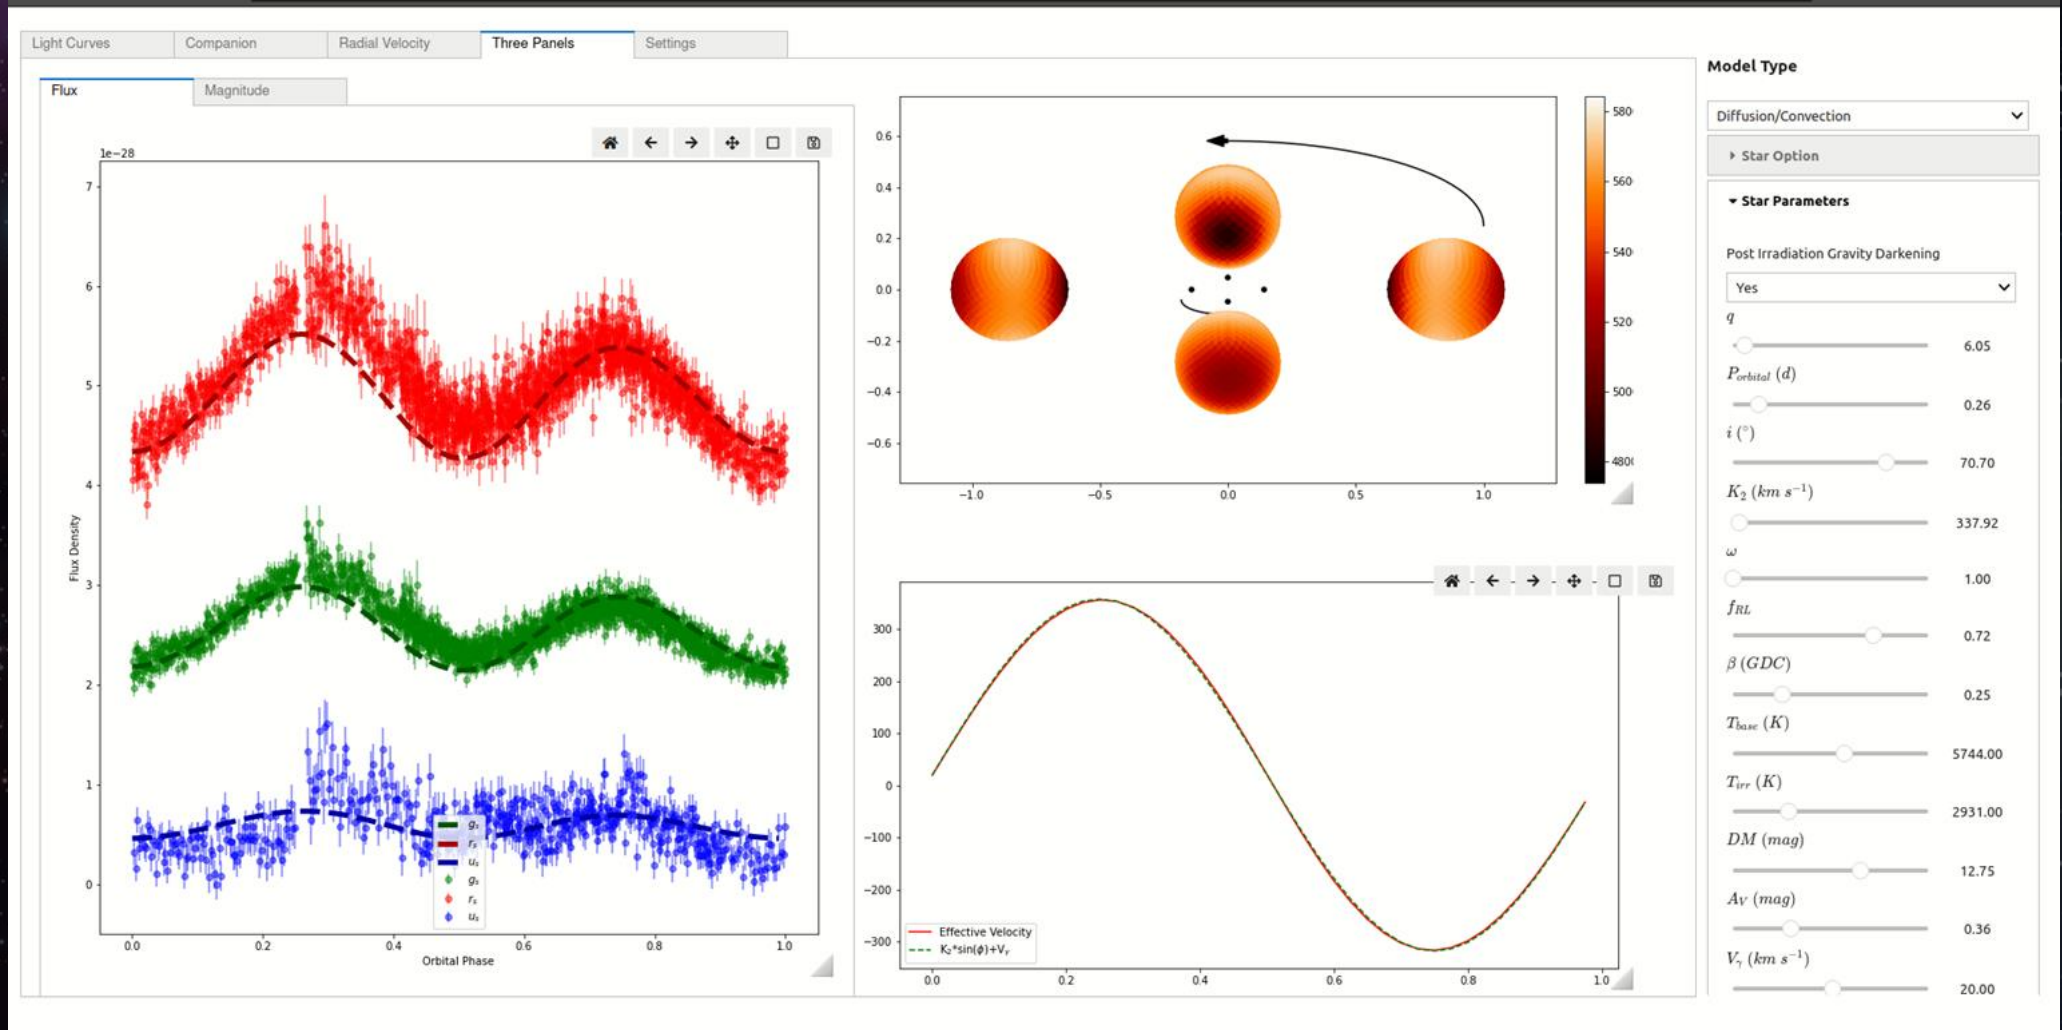 Light Curves
Companion
Radial Velocity
Three Panels
Settings
Flux
Magnitude
1e−28
7
6
5
4
3
2
1
0
Flux Density
0.0 0.2 0.4 0.6 0.8 1.0
Orbital Phase
g_s
r_s
u_s
g_s
r_s
u_s
0.6
0.4
0.2
0.0
−0.2
−0.4
−0.6
−1.0 −0.5 0.0 0.5 1.0
580
560
540
520
500
480
300
200
100
0
−100
−200
−300
0.0 0.2 0.4 0.6 0.8 1.0
Effective Velocity
K₂*sin(ϕ)+Vᵧ
Model Type
Diffusion/Convection
Star Option
Star Parameters
Post Irradiation Gravity Darkening
Yes
q
6.05
P_orbital (d)
0.26
i (°)
70.70
K₂ (km s⁻¹)
337.92
ω
1.00
f_RL
0.72
β (GDC)
0.25
T_base (K)
5744.00
T_irr (K)
2931.00
DM (mag)
12.75
A_V (mag)
0.36
V_γ (km s⁻¹)
20.00